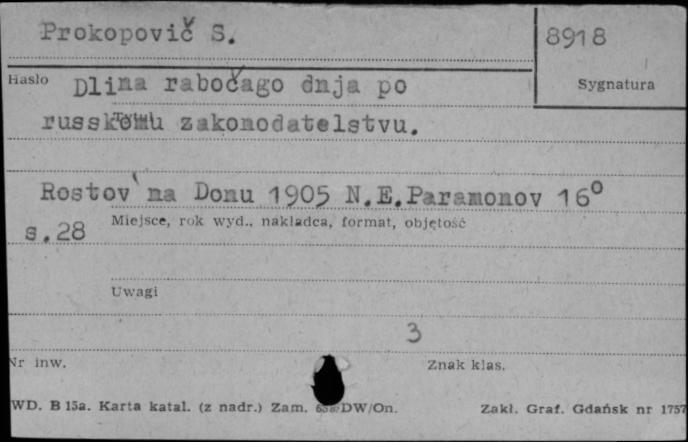 Prokopovič S. 8918
Hasło Dlina rabočago dnja po Sygnatura
russkomu zakonodatelstvu.
Rostov na Donu 1905 N.E.Paramonov 16°
Miejsce, rok wyd., nakładca, format, objętość
s.28
Uwagi
3
Nr inw. Znak klas.
WD. B 15a. Karta katal. (z nadr.) Zam. DW/On. Zakł. Graf. Gdańsk nr 1757